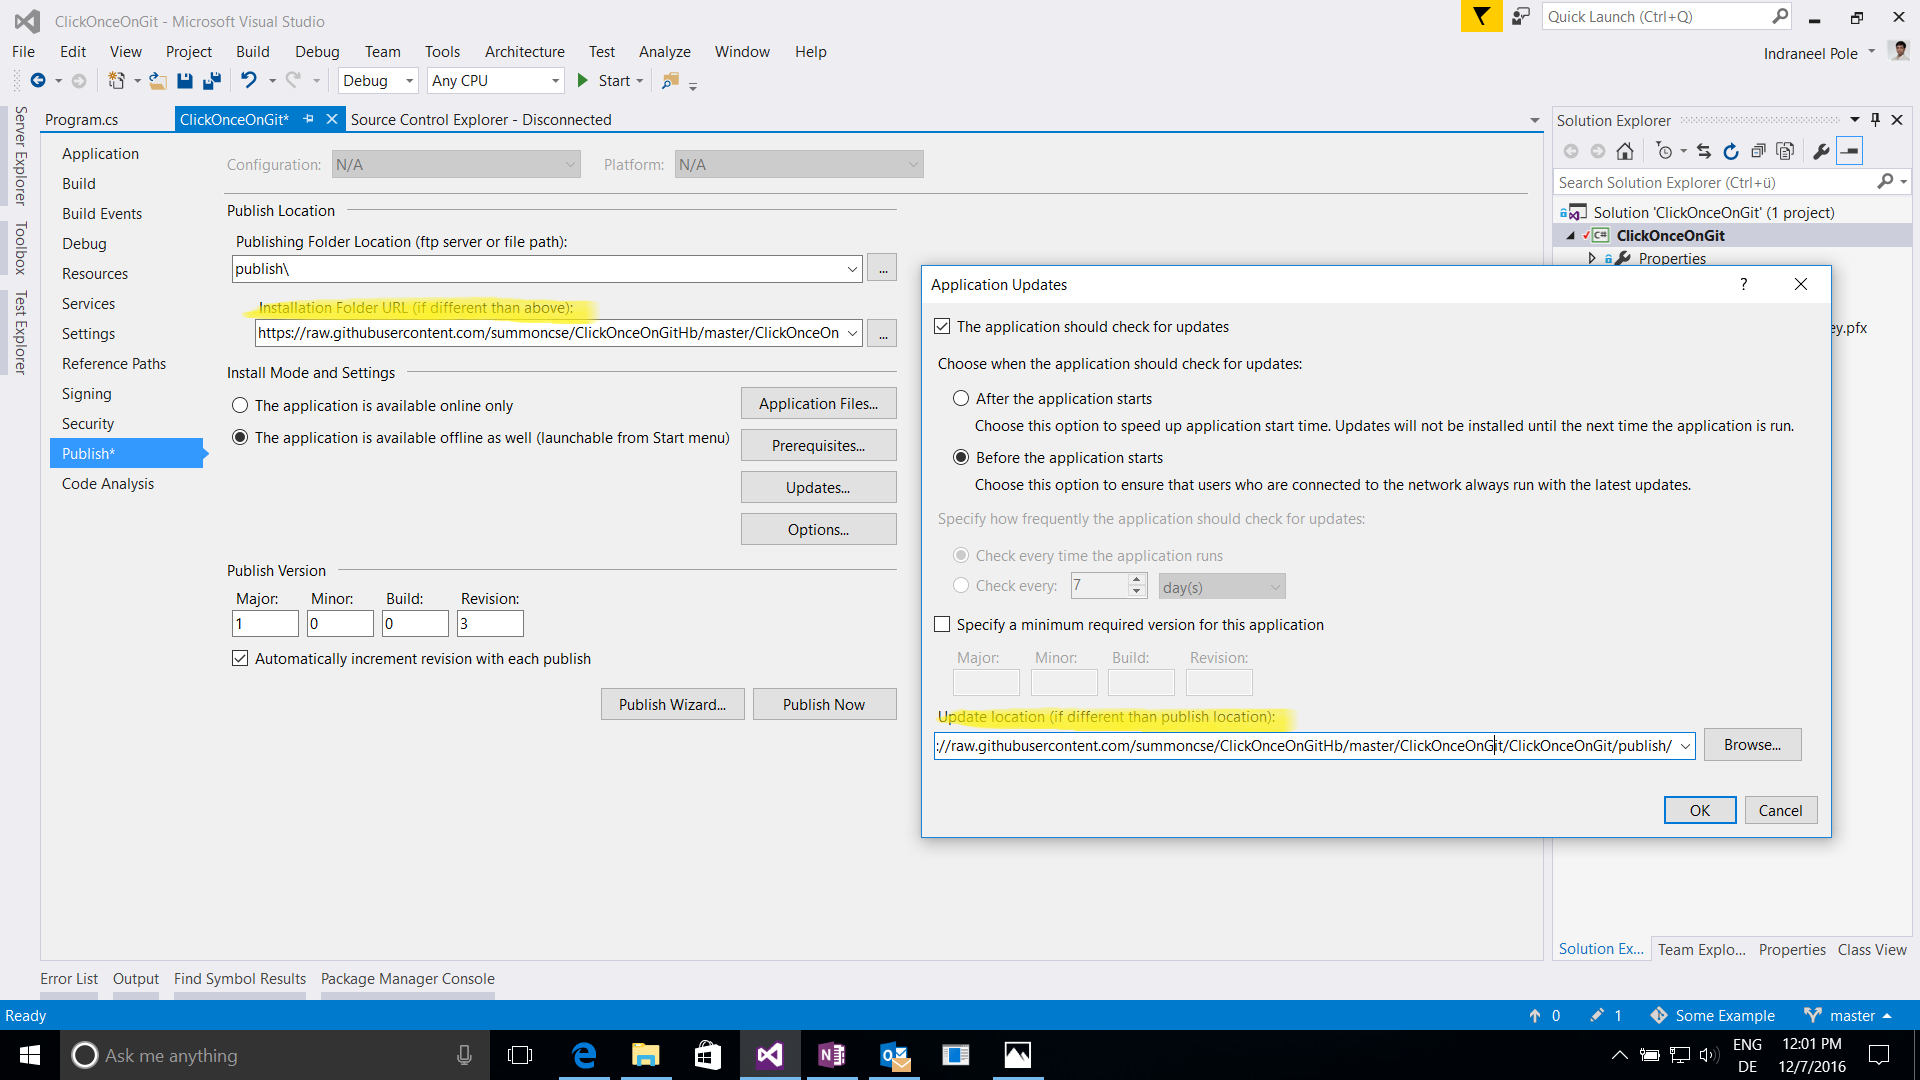 ClickOnceOnGit - Microsoft Visual Studio
Quick Launch (Ctrl+Q)
File Edit View Project Build Debug Team Tools Architecture Test Analyze Window Help
Indraneel Pole
Debug Any CPU Start
Server Explorer
Toolbox
Test Explorer
Program.cs ClickOnceOnGit* Source Control Explorer - Disconnected
Application
Build
Build Events
Debug
Resources
Services
Settings
Reference Paths
Signing
Security
Publish*
Code Analysis
Configuration: N/A Platform: N/A
Publish Location
Publishing Folder Location (ftp server or file path):
publish\ ...
Installation Folder URL (if different than above):
https://raw.githubusercontent.com/summoncse/ClickOnceOnGitHb/master/ClickOnceOn ...
Install Mode and Settings
The application is available online only
The application is available offline as well (launchable from Start menu)
Application Files...
Prerequisites...
Updates...
Options...
Publish Version
Major: Minor: Build: Revision:
1 0 0 3
Automatically increment revision with each publish
Publish Wizard... Publish Now
Application Updates ?
The application should check for updates
Choose when the application should check for updates:
After the application starts
Choose this option to speed up application start time. Updates will not be installed until the next time the application is run.
Before the application starts
Choose this option to ensure that users who are connected to the network always run with the latest updates.
Specify how frequently the application should check for updates:
Check every time the application runs
Check every: 7 day(s)
Specify a minimum required version for this application
Major: Minor: Build: Revision:
Update location (if different than publish location):
://raw.githubusercontent.com/summoncse/ClickOnceOnGitHb/master/ClickOnceOnGit/ClickOnceOnGit/publish/ Browse...
OK Cancel
Solution Explorer
Search Solution Explorer (Ctrl+ü)
Solution 'ClickOnceOnGit' (1 project)
C# ClickOnceOnGit
Properties
ey.pfx
Solution Ex... Team Explo... Properties Class View
Error List Output Find Symbol Results Package Manager Console
Ready 0 1 Some Example master
Ask me anything
ENG
DE
12:01 PM
12/7/2016